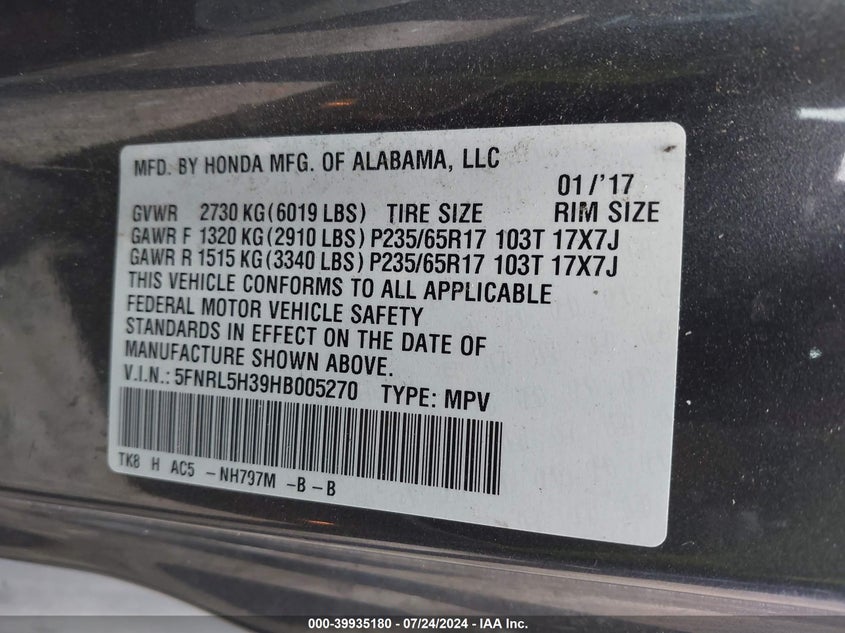 MFD. BY HONDA MFG. OF ALABAMA, LLC
01/'17
GVWR 2730 KG(6019 LBS) TIRE SIZE RIM SIZE
GAWR F 1320 KG(2910 LBS) P235/65R17 103T 17X7J
GAWR R 1515 KG(3340 LBS) P235/65R17 103T 17X7J
THIS VEHICLE CONFORMS TO ALL APPLICABLE
FEDERAL MOTOR VEHICLE SAFETY
STANDARDS IN EFFECT ON THE DATE OF
MANUFACTURE SHOWN ABOVE.
V.I.N.: 5FNRL5H39HB005270 TYPE: MPV
TK8 H AC5 -NH797M -B-B
000-39935180 - 07/24/2024 - IAA Inc.